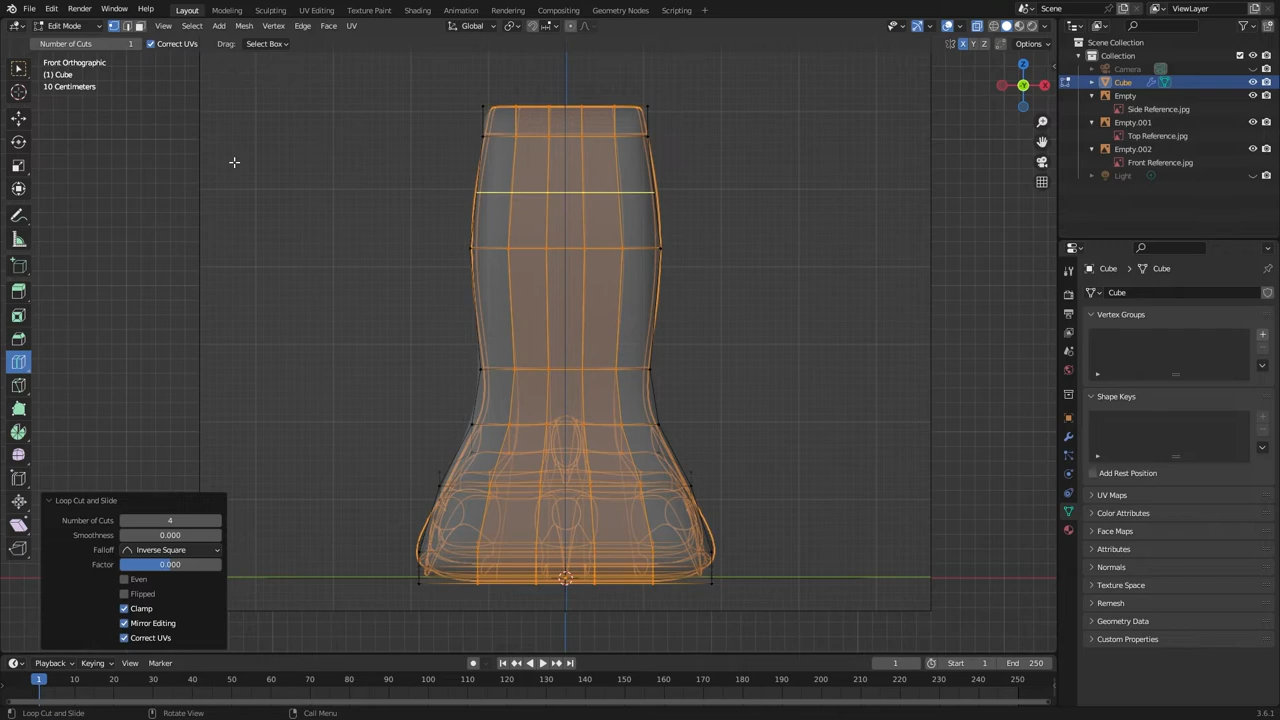 File Edit Render Window Help Layout Modeling Sculpting UV Editing Texture Paint Shading Animation Rendering Compositing Geometry Nodes Scripting Scene ViewLayer
Edit Mode View Select Add Mesh Vertex Edge Face UV Global
Number of Cuts 1 Correct UVs Drag: Select Box X Y Z Options
Front Orthographic
(1) Cube
10 Centimeters
Z
Y
X
Scene Collection
Collection
Camera
Cube
Empty
Side Reference.jpg
Empty.001
Top Reference.jpg
Empty.002
Front Reference.jpg
Light
Cube Cube
Cube
Vertex Groups
Shape Keys
Add Rest Position
UV Maps
Color Attributes
Face Maps
Attributes
Normals
Texture Space
Remesh
Geometry Data
Custom Properties
Loop Cut and Slide
Number of Cuts 4
Smoothness 0.000
Falloff Inverse Square
Factor 0.000
Even
Flipped
Clamp
Mirror Editing
Correct UVs
Playback Keying View Marker 1 Start 1 End 250
1 10 20 30 40 50 60 70 80 90 100 110 120 130 140 150 160 170 180 190 200 210 220 230 240 250
Loop Cut and Slide Rotate View Call Menu 3.6.1